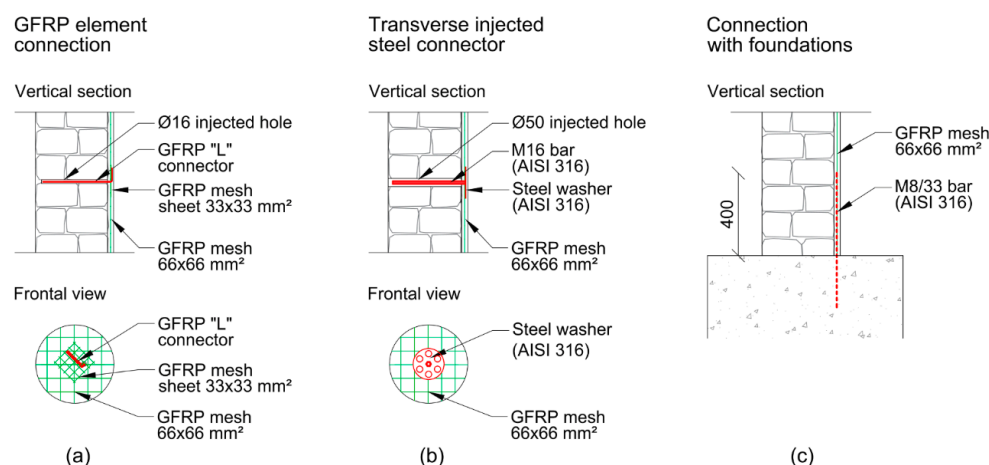 GFRP element
connection
Vertical section
Ø16 injected hole
GFRP "L"
connector
GFRP mesh
sheet 33x33 mm²
GFRP mesh
66x66 mm²
Frontal view
GFRP "L"
connector
GFRP mesh
sheet 33x33 mm²
GFRP mesh
66x66 mm²
(a)
Transverse injected
steel connector
Vertical section
Ø50 injected hole
M16 bar
(AISI 316)
Steel washer
(AISI 316)
GFRP mesh
66x66 mm²
Frontal view
Steel washer
(AISI 316)
GFRP mesh
66x66 mm²
(b)
Connection
with foundations
Vertical section
GFRP mesh
66x66 mm²
M8/33 bar
(AISI 316)
400
(c)